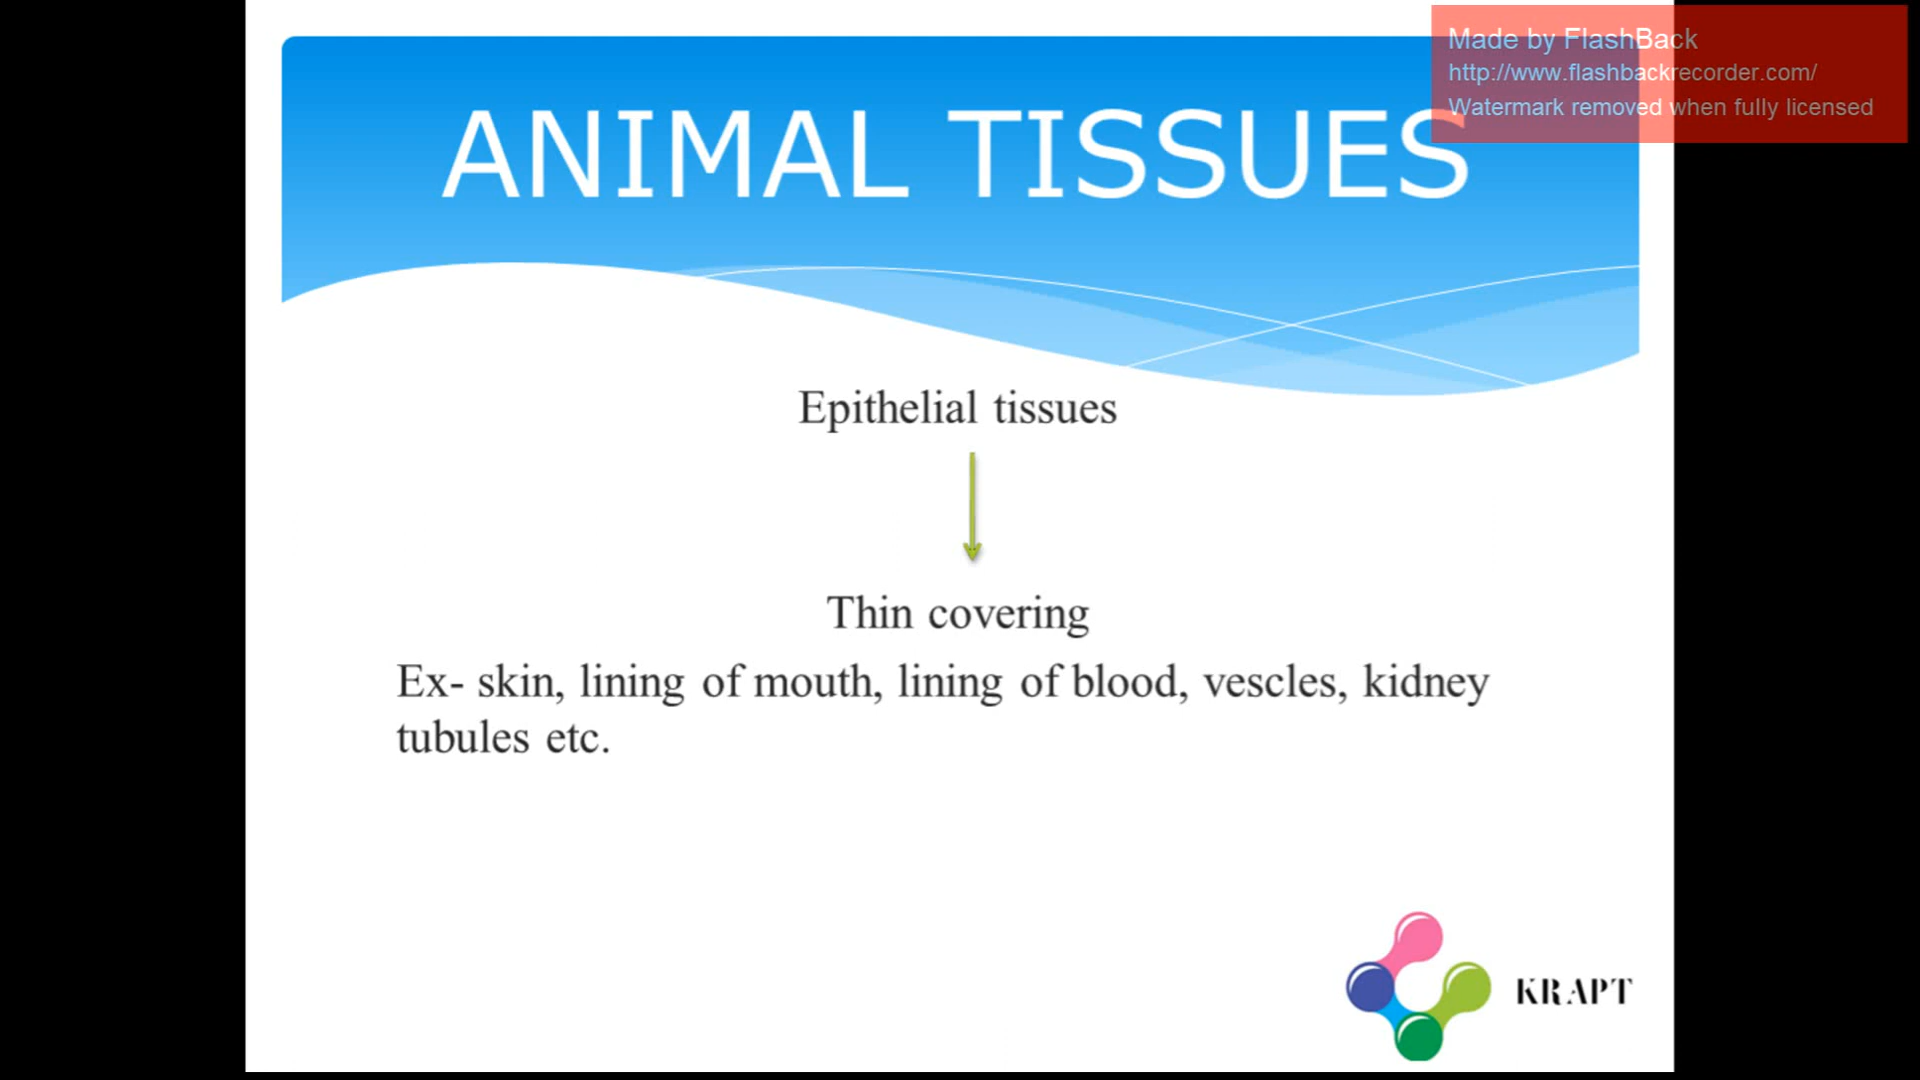 Made by FlashBack
http://www.flashbackrecorder.com/
Watermark removed when fully licensed
ANIMAL TISSUES
Epithelial tissues
Thin covering
Ex- skin, lining of mouth, lining of blood, vescles, kidney
tubules etc.
KRAPT